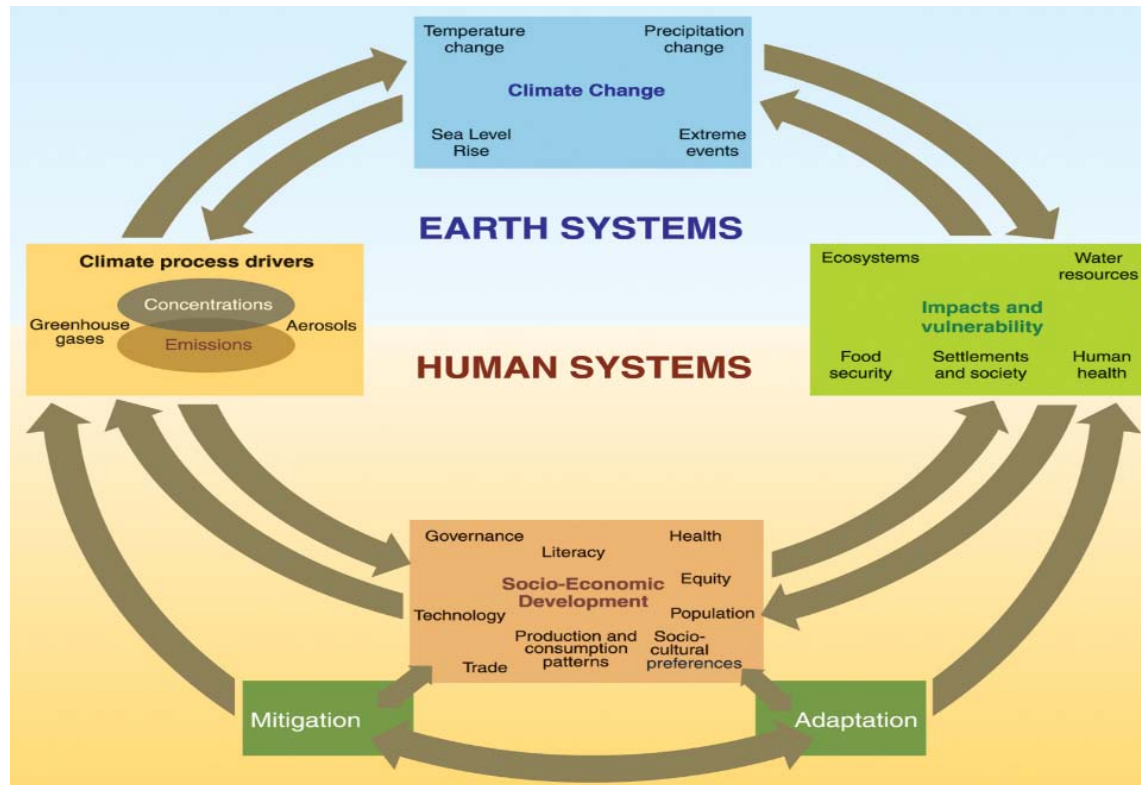 Temperature
change
Precipitation
change
Climate Change
Sea Level
Rise
Extreme
events
EARTH SYSTEMS
Climate process drivers
Concentrations
Greenhouse
gases
Aerosols
Emissions
Ecosystems
Water
resources
Impacts and
vulnerability
Food
security
Settlements
and society
Human
health
HUMAN SYSTEMS
Governance
Literacy
Health
Socio-Economic
Development
Equity
Technology
Population
Production and
consumption
patterns
Socio-
cultural
preferences
Trade
Mitigation
Adaptation